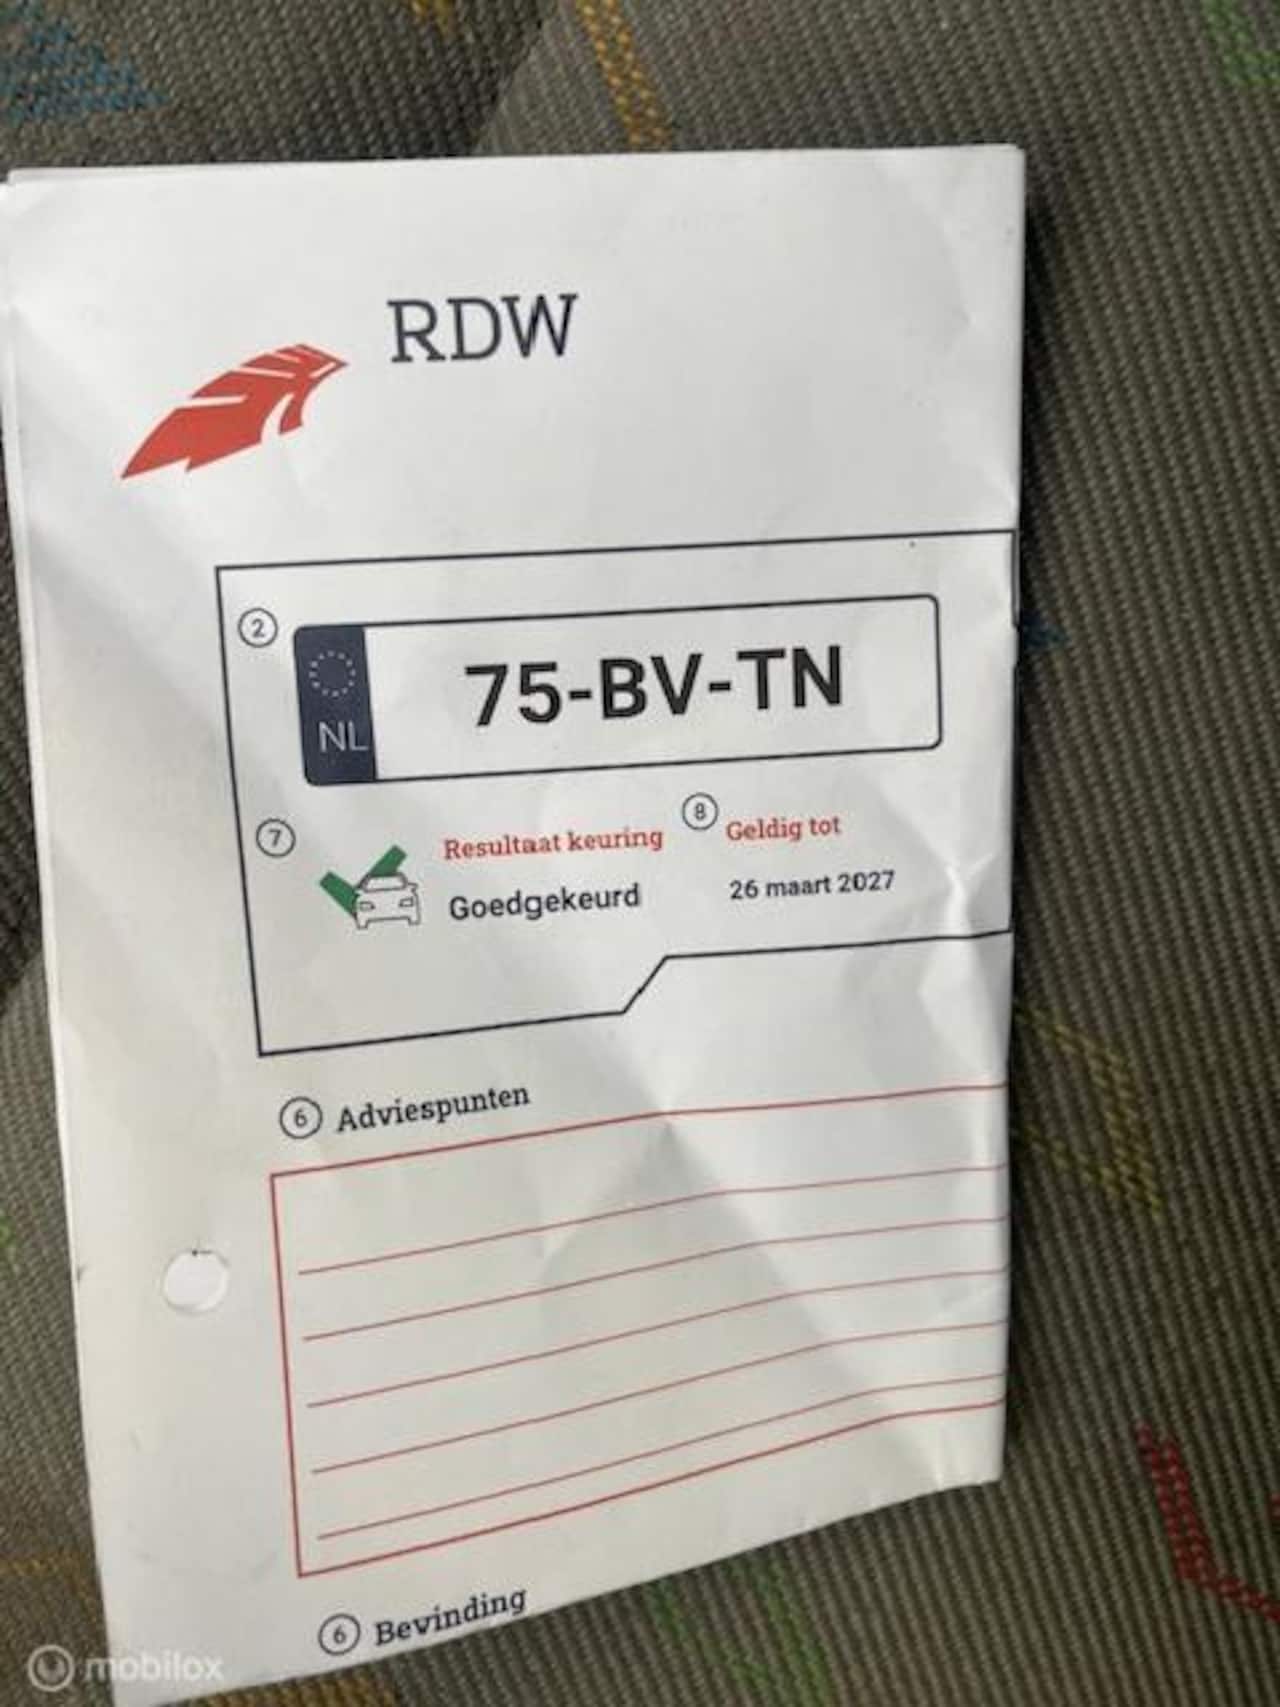 RDW
2
NL
75-BV-TN
7
Resultaat keuring
8
Geldig tot
Goedgekeurd
26 maart 2027
6 Adviespunten
6 Bevinding
mobilox